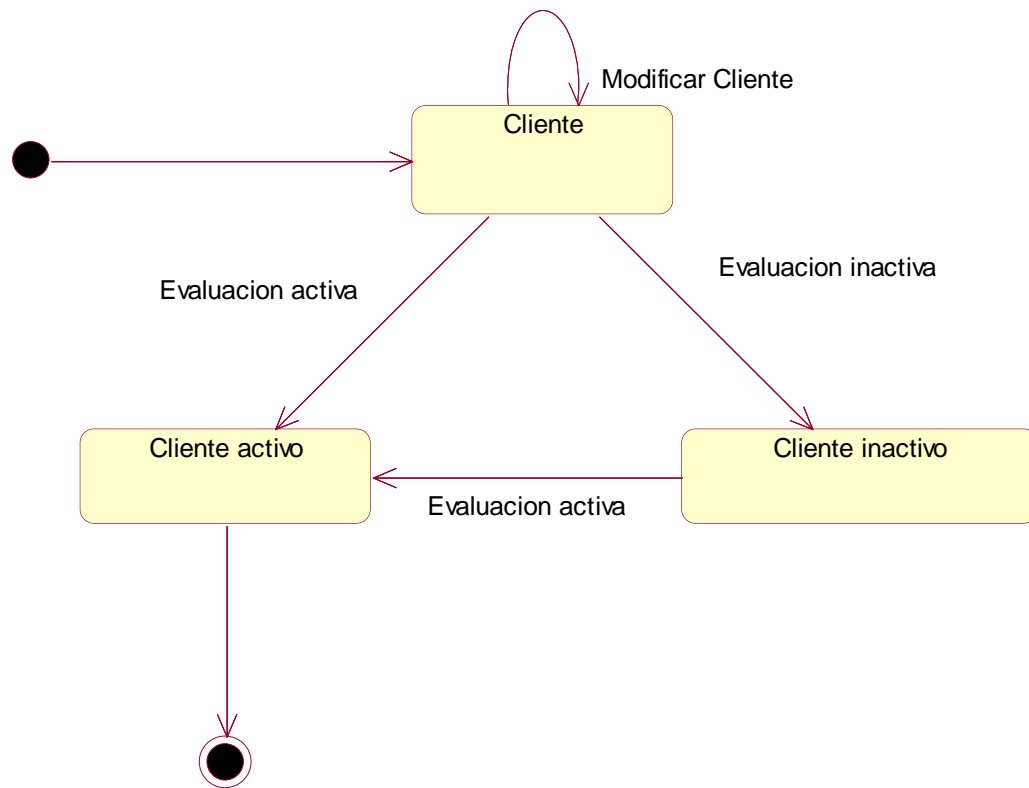 Modificar Cliente
Cliente
Evaluacion inactiva
Evaluacion activa
Cliente activo
Cliente inactivo
Evaluacion activa